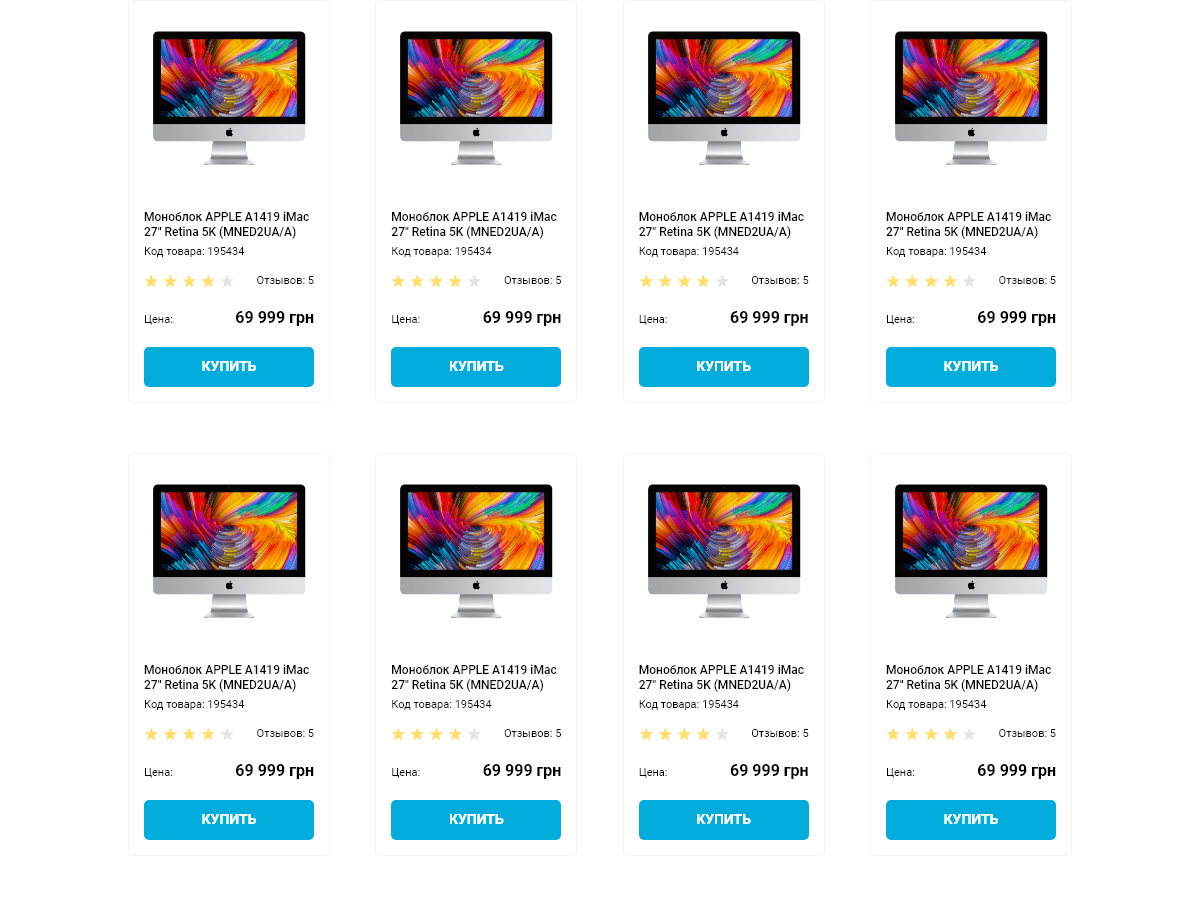 Моноблок APPLE A1419 iMac
27" Retina 5K (MNED2UA/A)
Код товара: 195434
Отзывов: 5
Цена: 69 999 грн
КУПИТЬ
Моноблок APPLE A1419 iMac
27" Retina 5K (MNED2UA/A)
Код товара: 195434
Отзывов: 5
Цена: 69 999 грн
КУПИТЬ
Моноблок APPLE A1419 iMac
27" Retina 5K (MNED2UA/A)
Код товара: 195434
Отзывов: 5
Цена: 69 999 грн
КУПИТЬ
Моноблок APPLE A1419 iMac
27" Retina 5K (MNED2UA/A)
Код товара: 195434
Отзывов: 5
Цена: 69 999 грн
КУПИТЬ
Моноблок APPLE A1419 iMac
27" Retina 5K (MNED2UA/A)
Код товара: 195434
Отзывов: 5
Цена: 69 999 грн
КУПИТЬ
Моноблок APPLE A1419 iMac
27" Retina 5K (MNED2UA/A)
Код товара: 195434
Отзывов: 5
Цена: 69 999 грн
КУПИТЬ
Моноблок APPLE A1419 iMac
27" Retina 5K (MNED2UA/A)
Код товара: 195434
Отзывов: 5
Цена: 69 999 грн
КУПИТЬ
Моноблок APPLE A1419 iMac
27" Retina 5K (MNED2UA/A)
Код товара: 195434
Отзывов: 5
Цена: 69 999 грн
КУПИТЬ